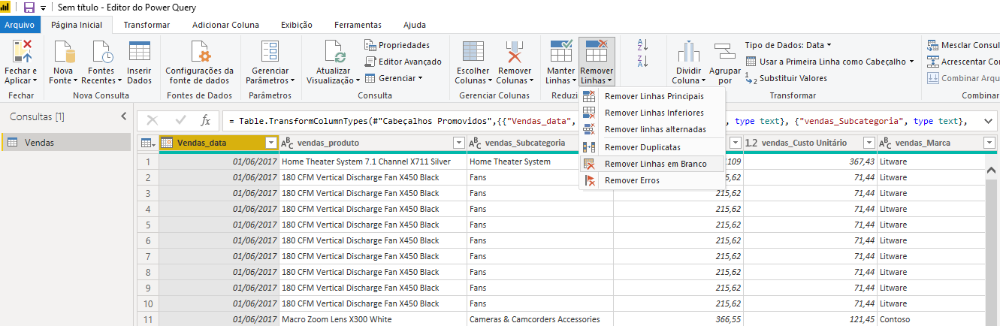 Sem título - Editor do Power Query
Arquivo Página Inicial Transformar Adicionar Coluna Exibição Ferramentas Ajuda
Fechar e Aplicar
Fechar
Nova Fonte
Fontes Recentes
Inserir Dados
Nova Consulta
Configurações da fonte de dados
Fontes de Dados
Gerenciar Parâmetros
Parâmetros
Atualizar Visualização
Propriedades
Editor Avançado
Gerenciar
Consulta
Escolher Colunas
Remover Colunas
Gerenciar Colunas
Manter Linhas
Remover Linhas
Reduzi
A
Z
Z
A
Dividir Coluna
Agrupar por
Tipo de Dados: Data
Usar a Primeira Linha como Cabeçalho
1 2 Substituir Valores
Transformar
Mesclar Consul
Acrescentar Co
Combinar Arqu
Combinar
Remover Linhas Principais
Remover Linhas Inferiores
Remover linhas alternadas
Remover Duplicatas
Remover Linhas em Branco
Remover Erros
Consultas [1]
Vendas
fx = Table.TransformColumnTypes(#"Cabeçalhos Promovidos",{{"Vendas_data", , type text}, {"vendas_Subcategoria", type text},
Vendas_data ABC vendas_produto ABC vendas_Subcategoria 1.2 vendas_Custo Unitário ABC vendas_Marca
1 01/06/2017 Home Theater System 7.1 Channel X711 Silver Home Theater System .109 367,43 Litware
2 01/06/2017 180 CFM Vertical Discharge Fan X450 Black Fans 71,44 Litware
3 01/06/2017 180 CFM Vertical Discharge Fan X450 Black Fans 215,62 71,44 Litware
4 01/06/2017 180 CFM Vertical Discharge Fan X450 Black Fans 215,62 71,44 Litware
5 01/06/2017 180 CFM Vertical Discharge Fan X450 Black Fans 215,62 71,44 Litware
6 01/06/2017 180 CFM Vertical Discharge Fan X450 Black Fans 215,62 71,44 Litware
7 01/06/2017 180 CFM Vertical Discharge Fan X450 Black Fans 215,62 71,44 Litware
8 01/06/2017 180 CFM Vertical Discharge Fan X450 Black Fans 215,62 71,44 Litware
9 01/06/2017 180 CFM Vertical Discharge Fan X450 Black Fans 215,62 71,44 Litware
10 01/06/2017 180 CFM Vertical Discharge Fan X450 Black Fans 215,62 71,44 Litware
11 01/06/2017 Macro Zoom Lens X300 White Cameras & Camcorders Accessories 366,55 121,45 Contoso